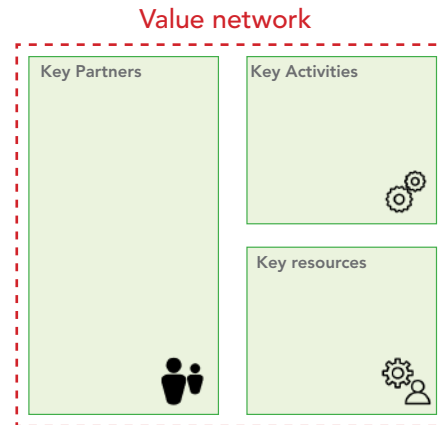 Value network
Key Partners
Key Activities
Key resources